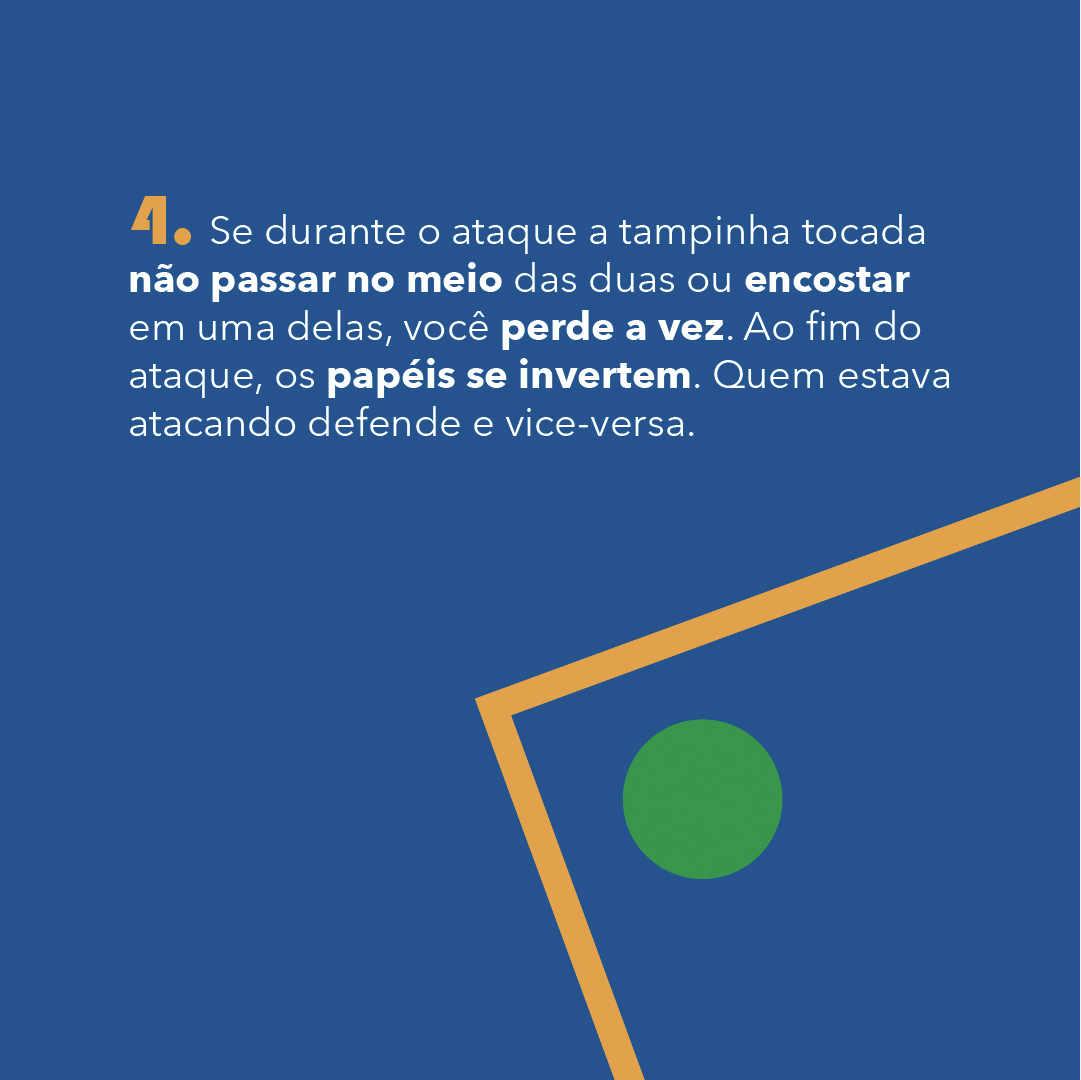 4. Se durante o ataque a tampinha tocada
não passar no meio das duas ou encostar
em uma delas, você perde a vez. Ao fim do
ataque, os papéis se invertem. Quem estava
atacando defende e vice-versa.